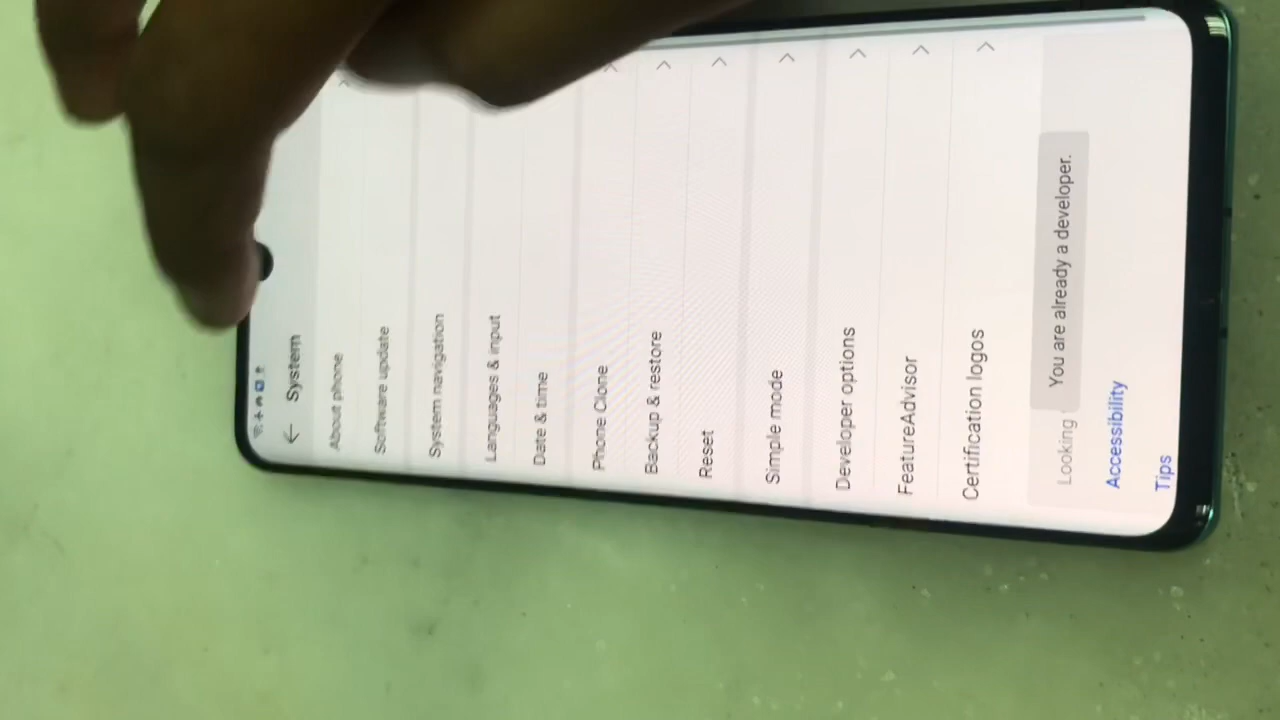 System
About phone
Software update
System navigation
Languages & input
Date & time
Phone Clone
Backup & restore
Reset
Simple mode
Developer options
FeatureAdvisor
Certification logos
Looking
You are already a developer.
Accessibility
Tips